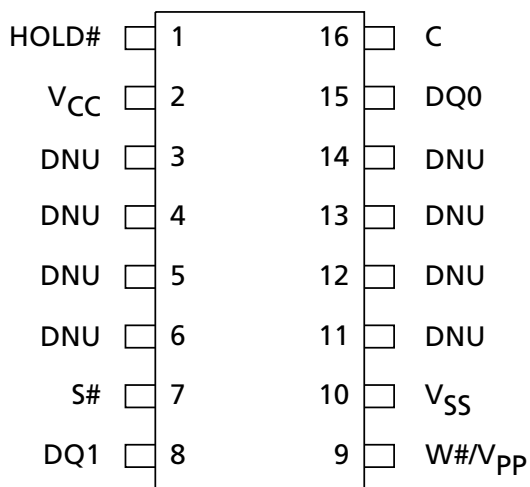 HOLD# 1 16 C
VCC 2 15 DQ0
DNU 3 14 DNU
DNU 4 13 DNU
DNU 5 12 DNU
DNU 6 11 DNU
S# 7 10 VSS
DQ1 8 9 W#/VPP